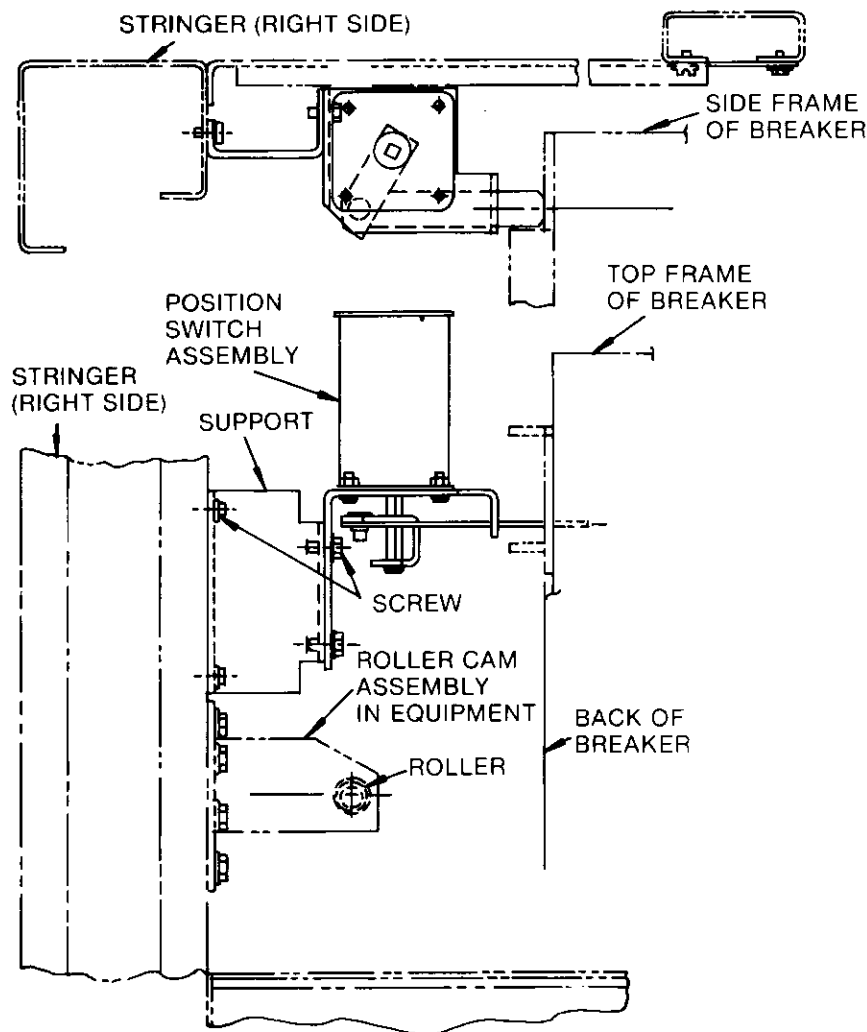 STRINGER (RIGHT SIDE)
SIDE FRAME
OF BREAKER
TOP FRAME
OF BREAKER
POSITION
SWITCH
ASSEMBLY
STRINGER
(RIGHT SIDE)
SUPPORT
SCREW
ROLLER CAM
ASSEMBLY
IN EQUIPMENT
BACK OF
BREAKER
ROLLER